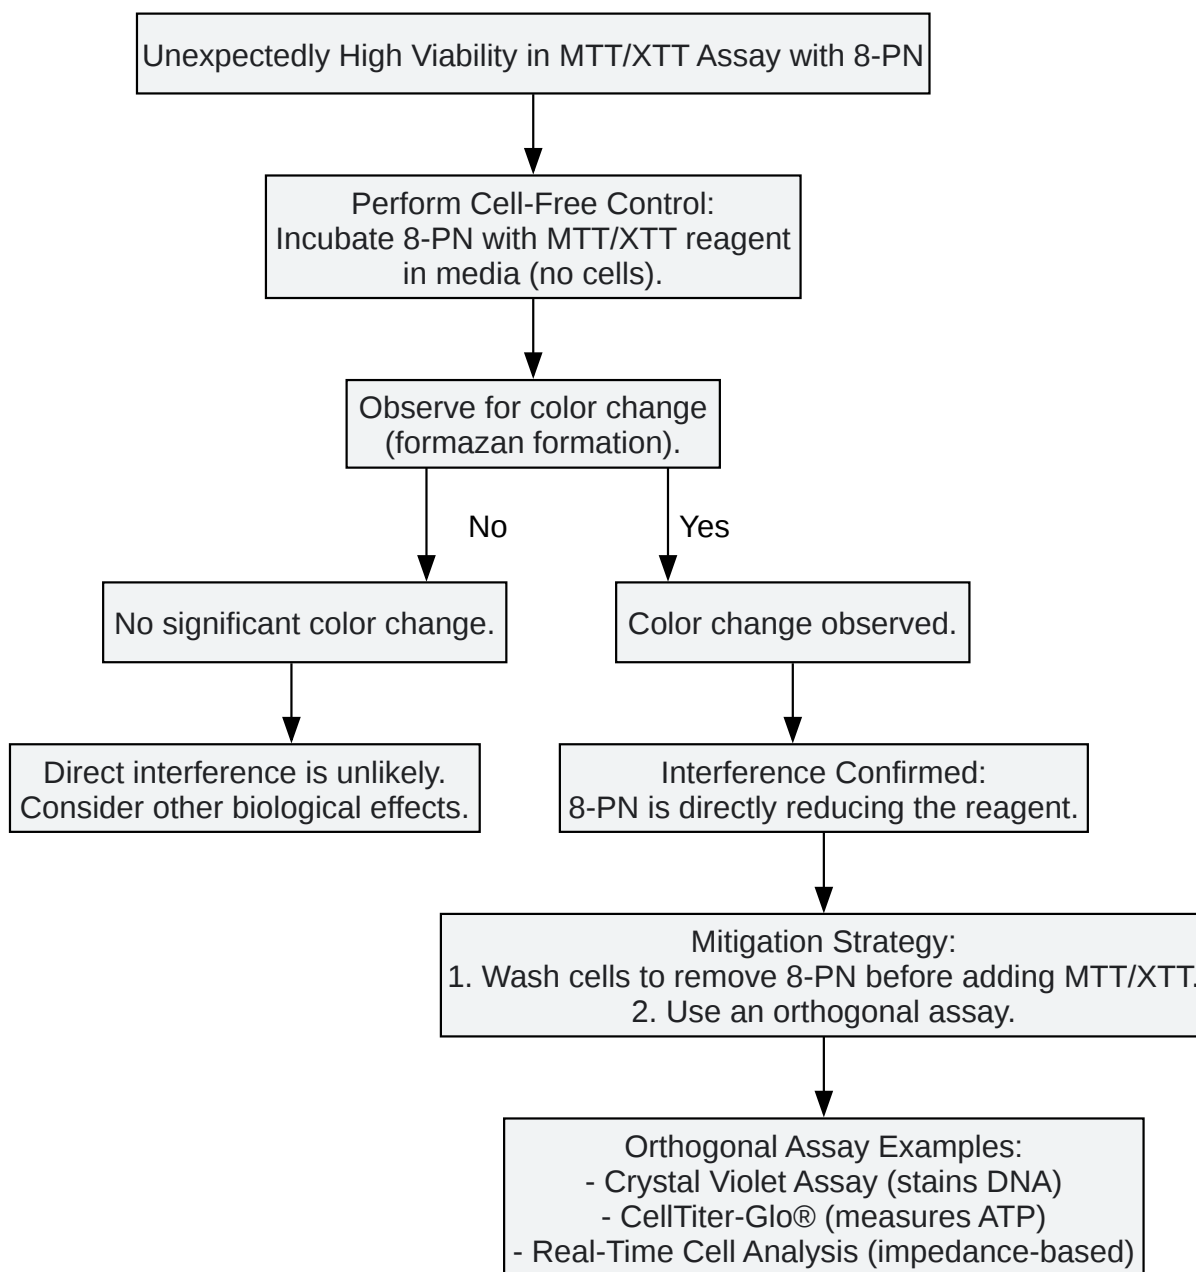 Unexpectedly High Viability in MTT/XTT Assay with 8-PN
Perform Cell-Free Control:
Incubate 8-PN with MTT/XTT reagent
in media (no cells).
Observe for color change
(formazan formation).
No
Yes
No significant color change.
Color change observed.
Direct interference is unlikely.
Consider other biological effects.
Interference Confirmed:
8-PN is directly reducing the reagent.
Mitigation Strategy:
1. Wash cells to remove 8-PN before adding MTT/XTT.
2. Use an orthogonal assay.
Orthogonal Assay Examples:
- Crystal Violet Assay (stains DNA)
- CellTiter-Glo® (measures ATP)
- Real-Time Cell Analysis (impedance-based)